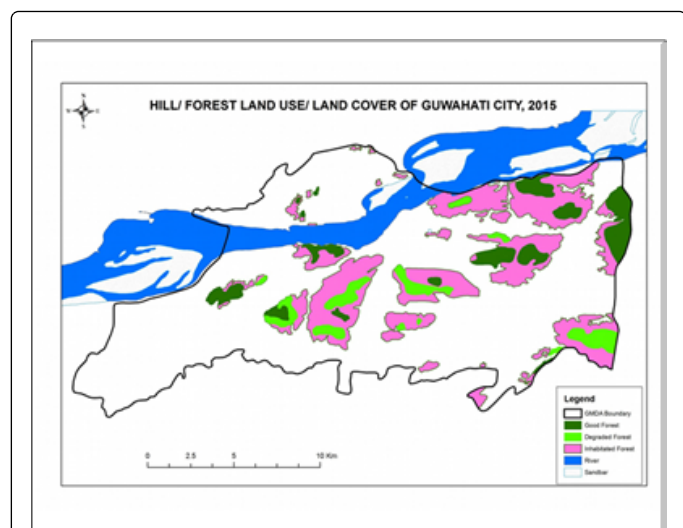 HILL/ FOREST LAND USE/ LAND COVER OF GUWAHATI CITY, 2015
N
W E
S
Legend
GMDA Boundary
Good Forest
Degraded Forest
Inhabitated Forest
River
Sandbar
0 2.5 5 10 Km